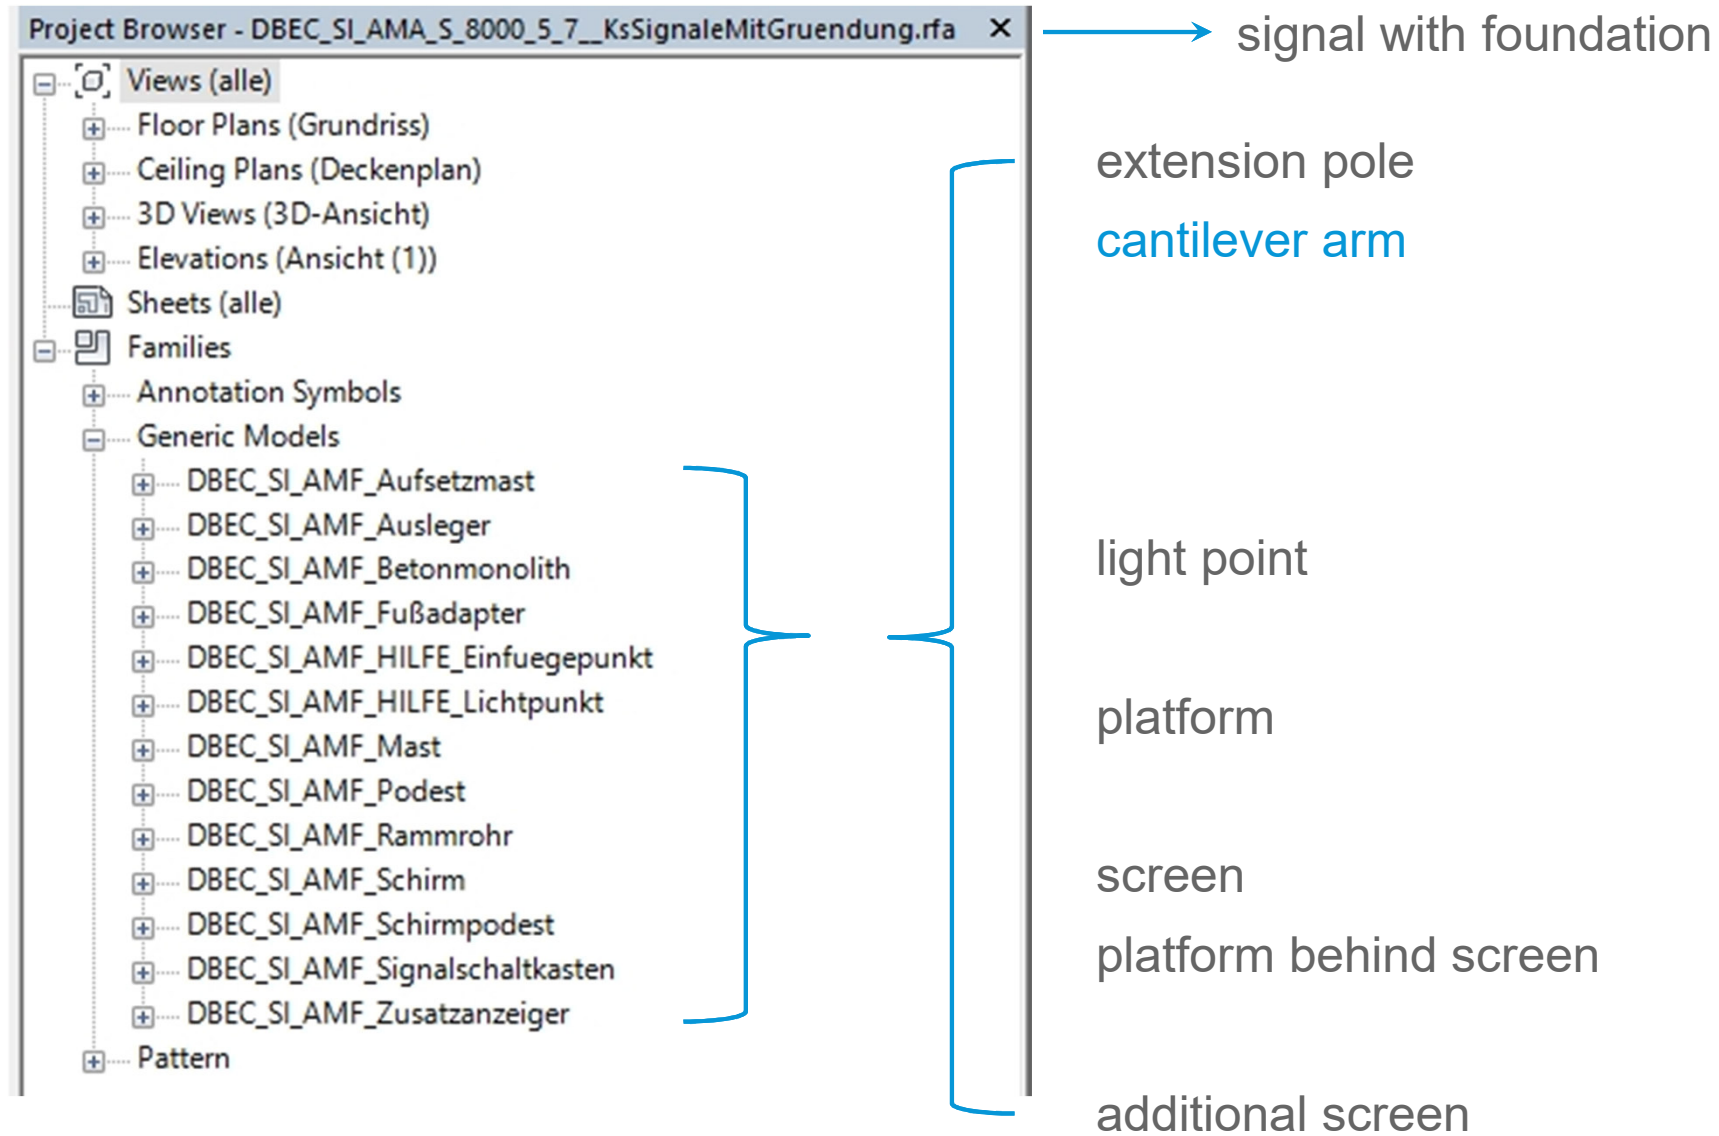 Project Browser - DBEC_SI_AMA_S_8000_5_7__KsSignaleMitGruendung.rfa
signal with foundation
Views (alle)
Floor Plans (Grundriss)
Ceiling Plans (Deckenplan)
3D Views (3D-Ansicht)
Elevations (Ansicht (1))
Sheets (alle)
Families
Annotation Symbols
Generic Models
DBEC_SI_AMF_Aufsetzmast
DBEC_SI_AMF_Ausleger
DBEC_SI_AMF_Betonmonolith
DBEC_SI_AMF_Fußadapter
DBEC_SI_AMF_HILFE_Einfuegepunkt
DBEC_SI_AMF_HILFE_Lichtpunkt
DBEC_SI_AMF_Mast
DBEC_SI_AMF_Podest
DBEC_SI_AMF_Rammrohr
DBEC_SI_AMF_Schirm
DBEC_SI_AMF_Schirmpodest
DBEC_SI_AMF_Signalschaltkasten
DBEC_SI_AMF_Zusatzanzeiger
Pattern
extension pole
cantilever arm
light point
platform
screen
platform behind screen
additional screen